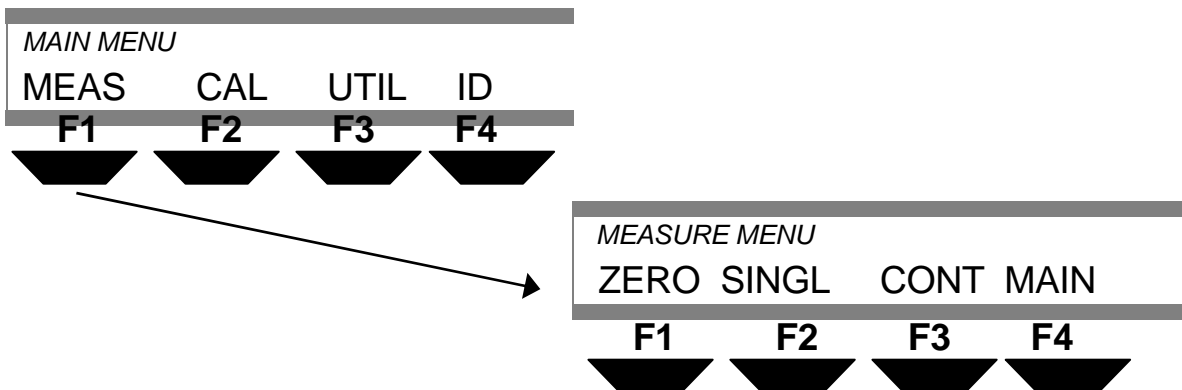 MAIN MENU
MEAS CAL UTIL ID
F1 F2 F3 F4
MEASURE MENU
ZERO SINGL CONT MAIN
F1 F2 F3 F4